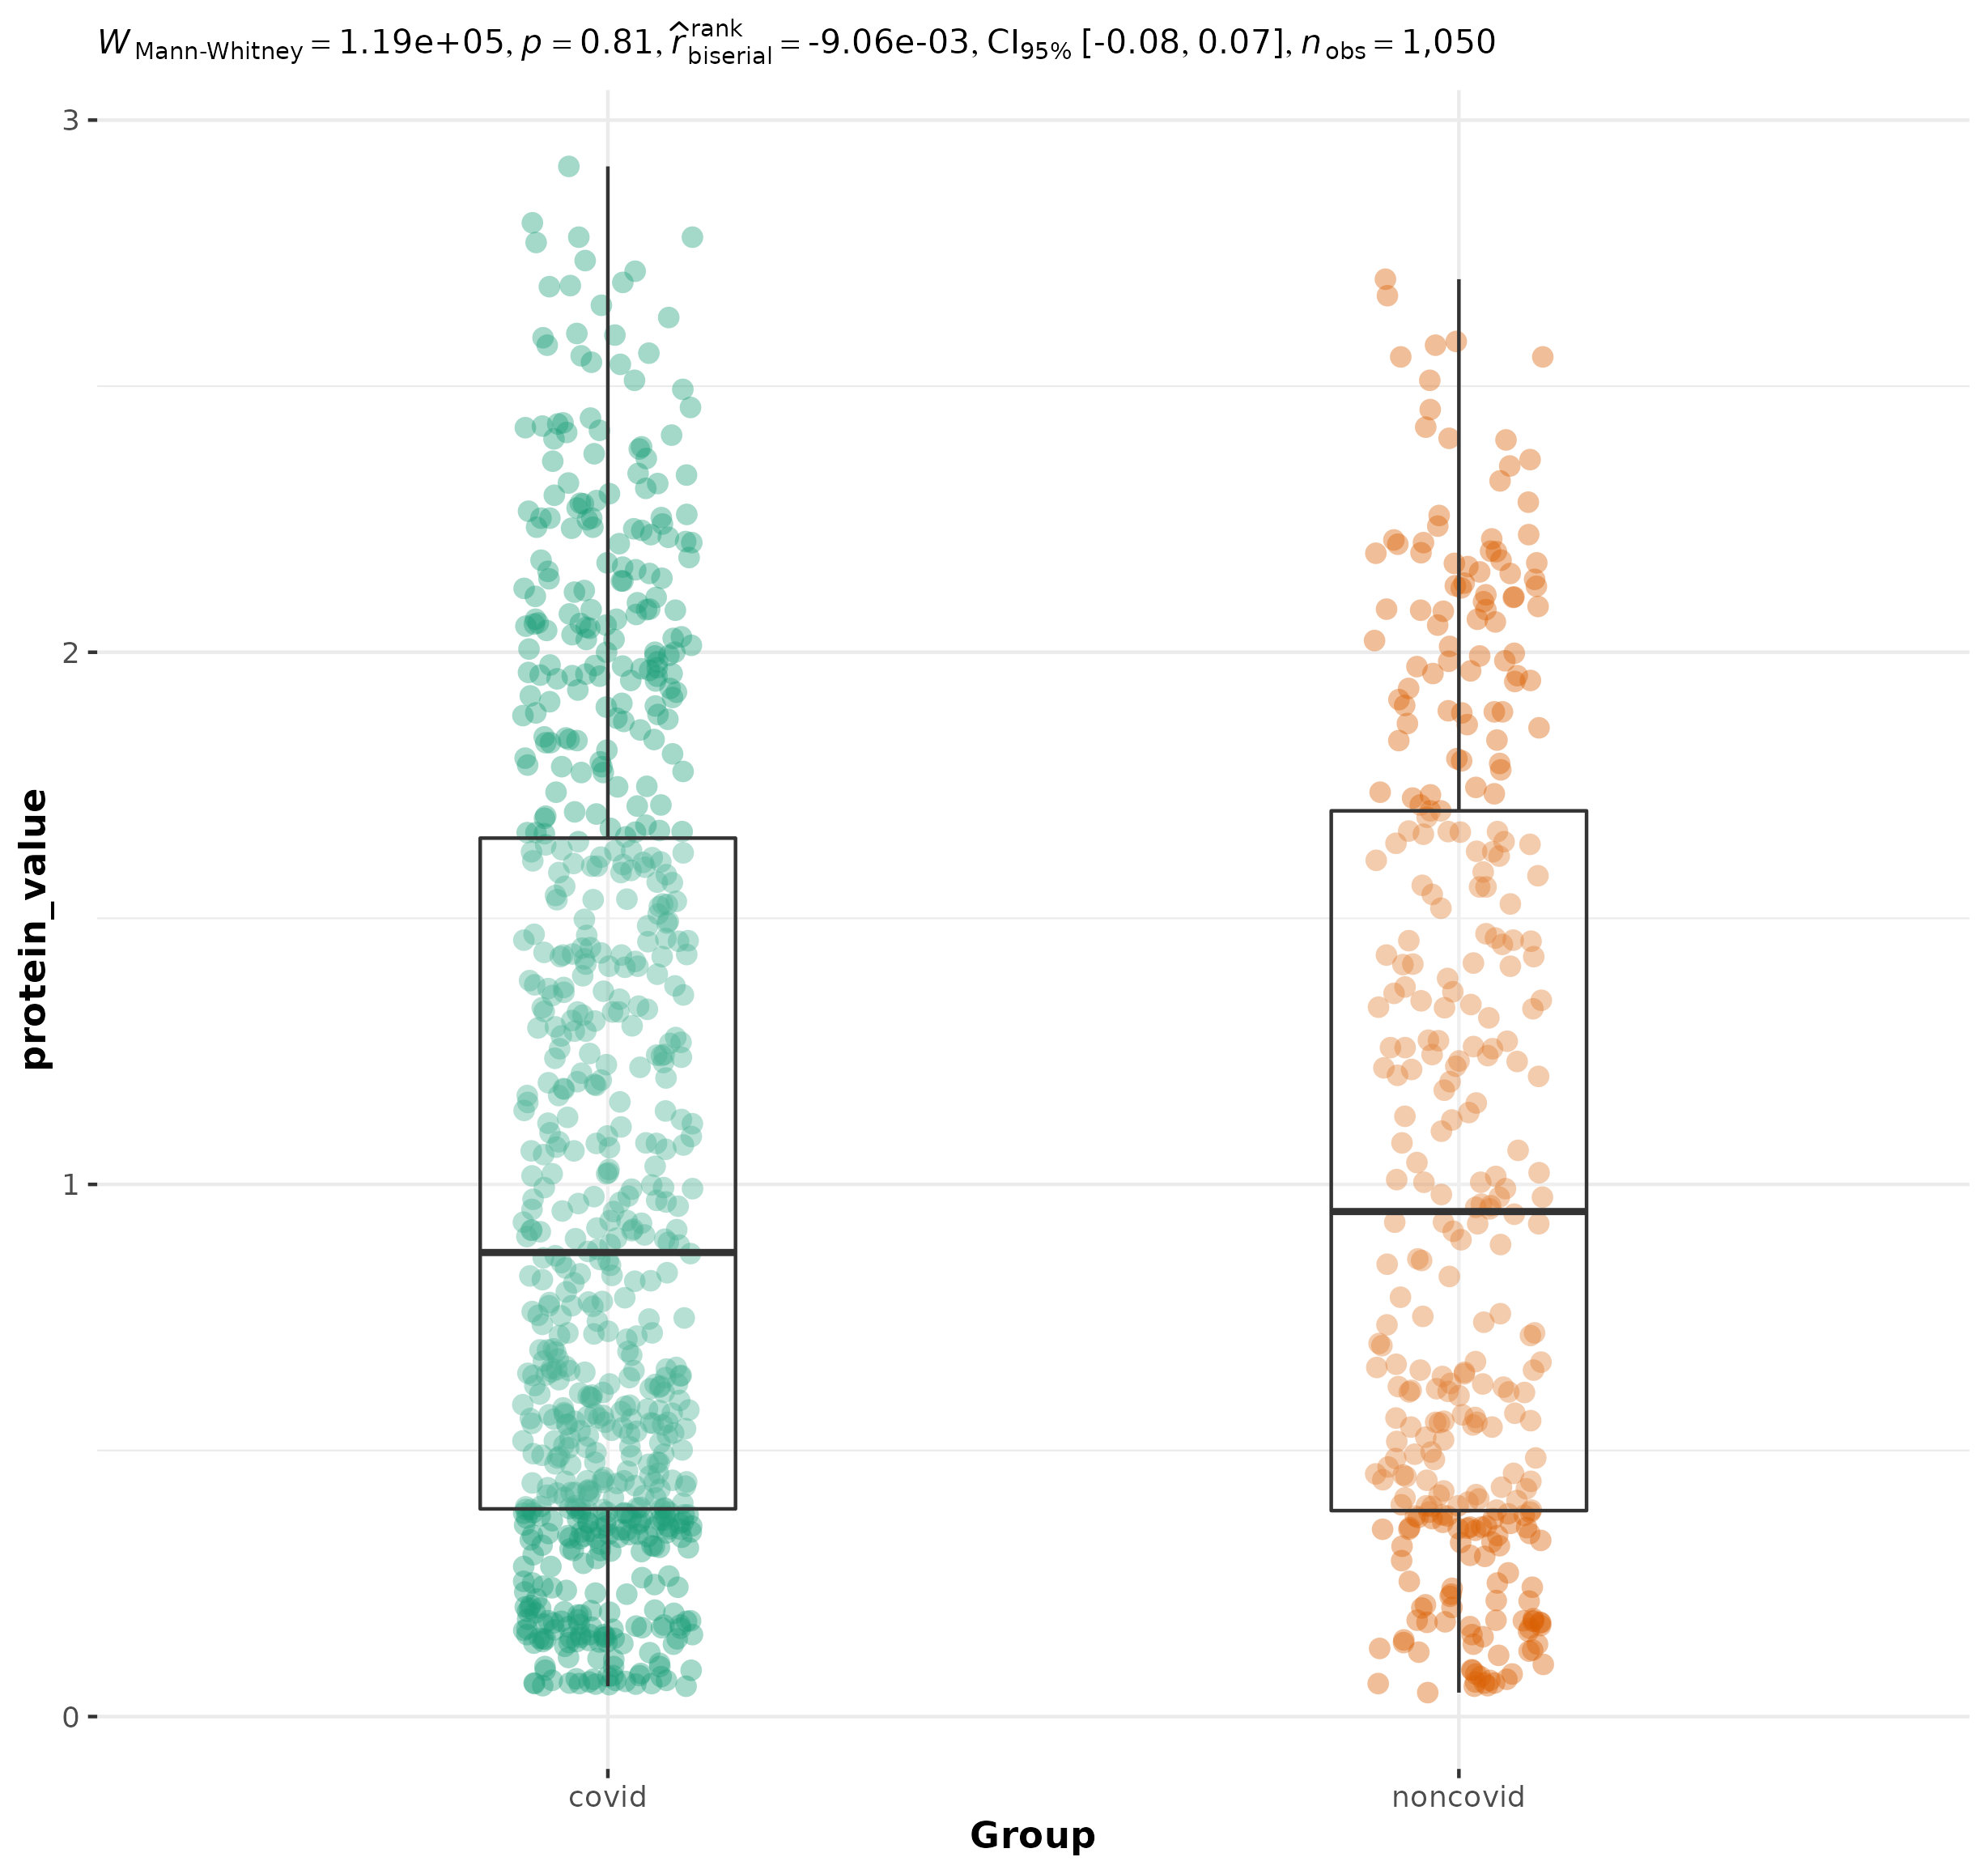 W Mann-Whitney = 1.19e+05, p = 0.81, r̂ rank biserial = -9.06e-03, CI95% [-0.08, 0.07], n obs = 1,050
3
2
1
0
protein_value
covid noncovid
Group